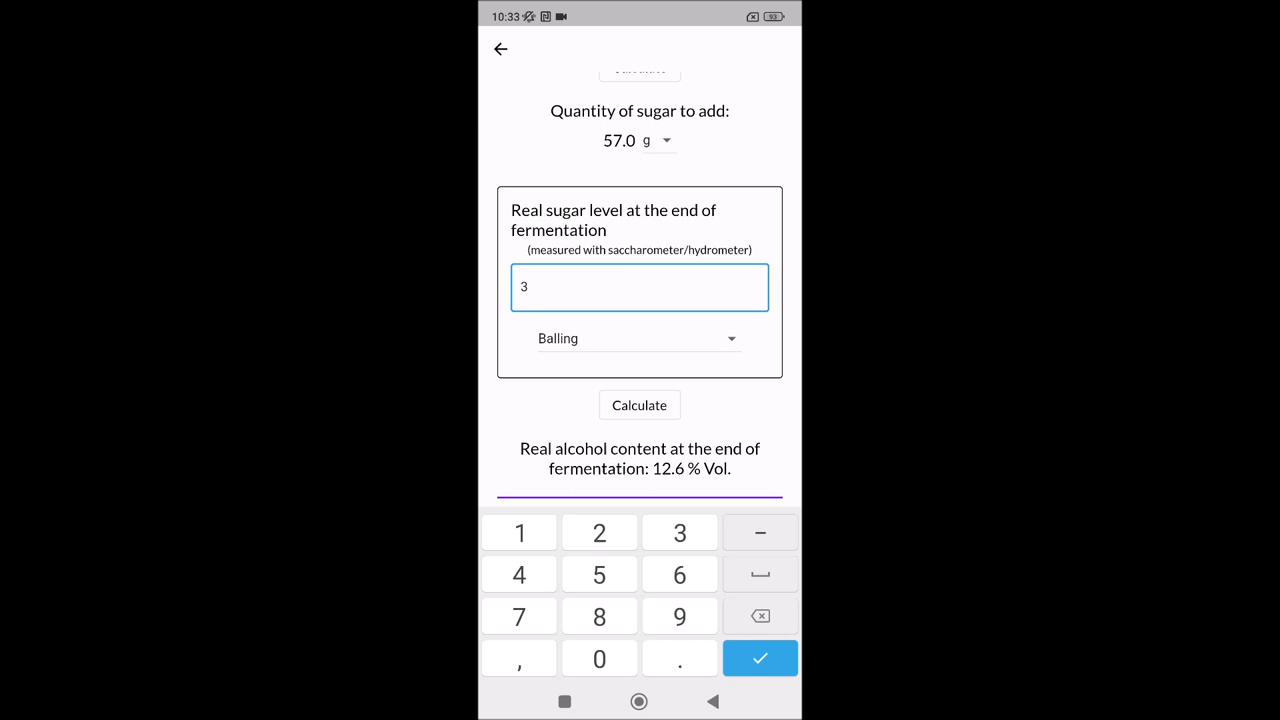 10:33
93
Quantity of sugar to add:
57.0 g
Real sugar level at the end of
fermentation
(measured with saccharometer/hydrometer)
3
Balling
Calculate
Real alcohol content at the end of
fermentation: 12.6 % Vol.
1 2 3 –
4 5 6
7 8 9
, 0 .